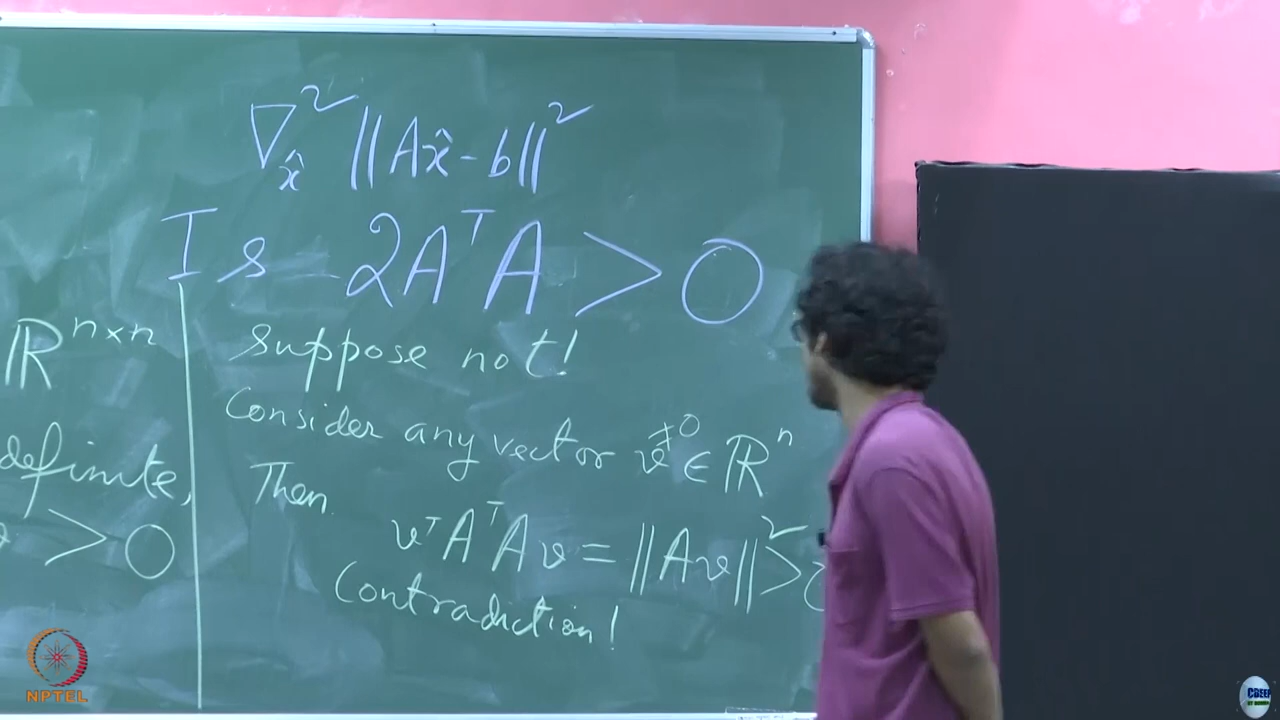 ∇²_x̂ ||Ax̂ - b||²
Is 2AᵀA > 0
ℝⁿˣⁿ
definite,
> 0
Suppose not!
Consider any vector v ≠0 ∈ ℝⁿ
Then
vᵀAᵀAv = ||Av||² >
Contradiction!
NPTEL
CDEEP